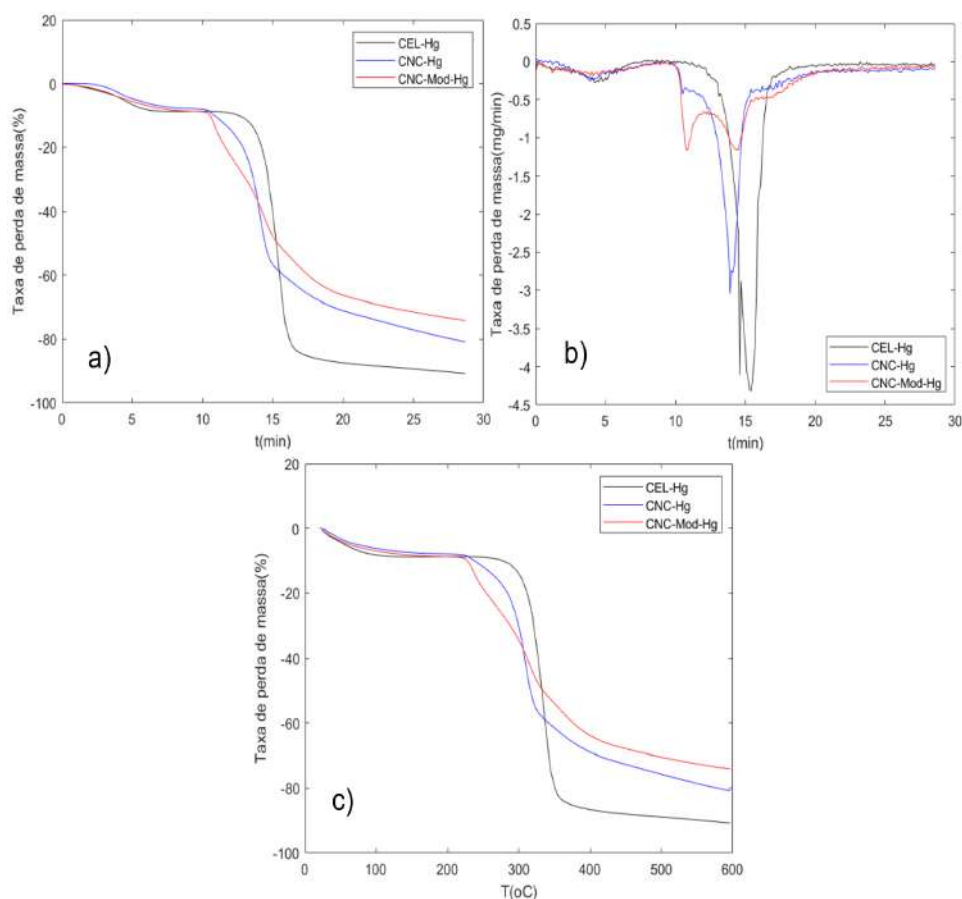 20
0
-20
-40
-60
-80
-100
Taxa de perda de massa(%)
CEL-Hg
CNC-Hg
CNC-Mod-Hg
a)
0 5 10 15 20 25 30
t(min)
0.5
0
-0.5
-1
-1.5
-2
-2.5
-3
-3.5
-4
-4.5
Taxa de perda de massa(mg/min)
b)
CEL-Hg
CNC-Hg
CNC-Mod-Hg
0 5 10 15 20 25 30
t(min)
20
0
-20
-40
-60
-80
-100
Taxa de perda de massa(%)
CEL-Hg
CNC-Hg
CNC-Mod-Hg
c)
0 100 200 300 400 500 600
T(oC)